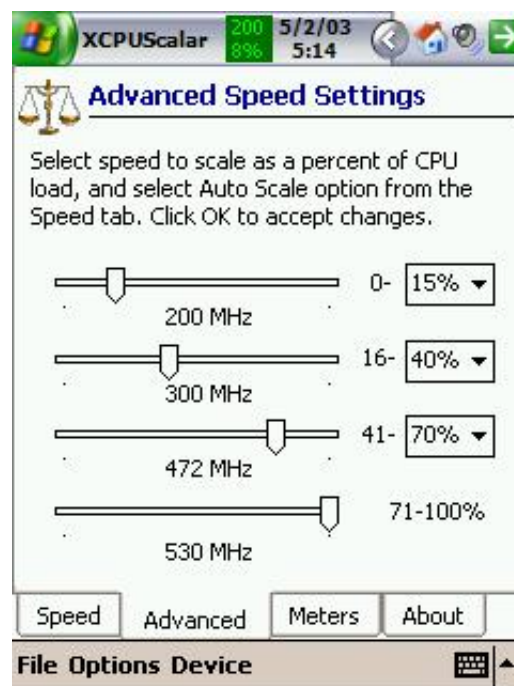 XCPUScalar 200 8% 5/2/03 5:14
Advanced Speed Settings
Select speed to scale as a percent of CPU
load, and select Auto Scale option from the
Speed tab. Click OK to accept changes.
0- 15%
200 MHz
16- 40%
300 MHz
41- 70%
472 MHz
71-100%
530 MHz
Speed Advanced Meters About
File Options Device